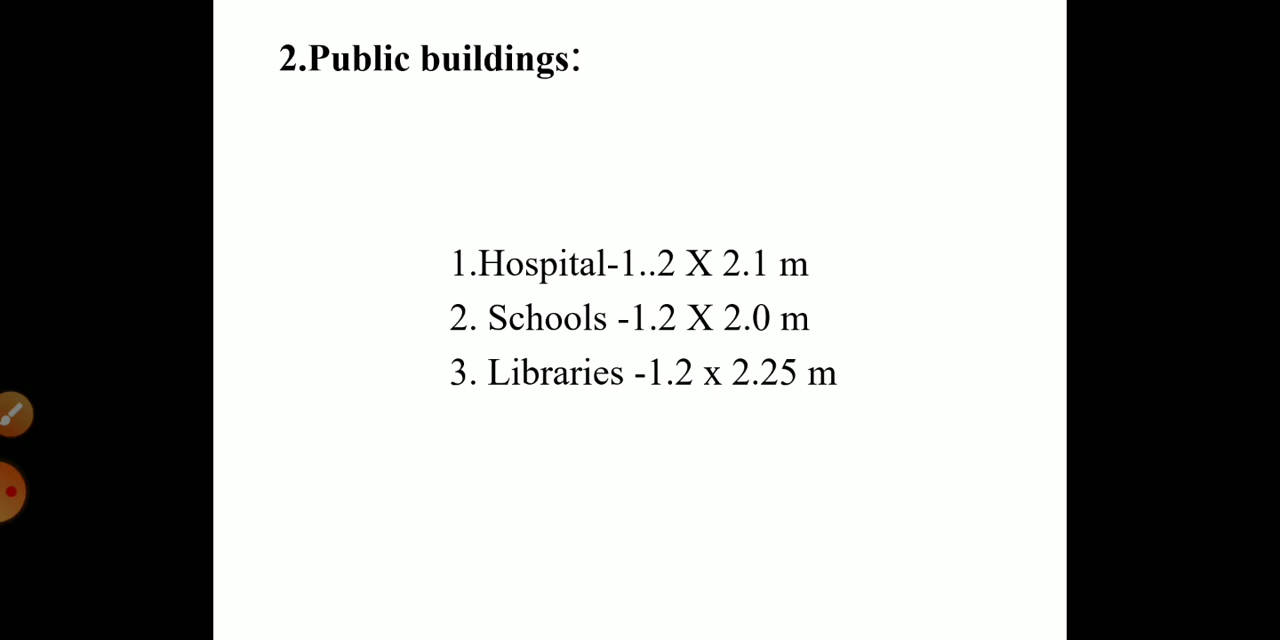 2.Public buildings:
1.Hospital-1..2 X 2.1 m
2. Schools -1.2 X 2.0 m
3. Libraries -1.2 x 2.25 m